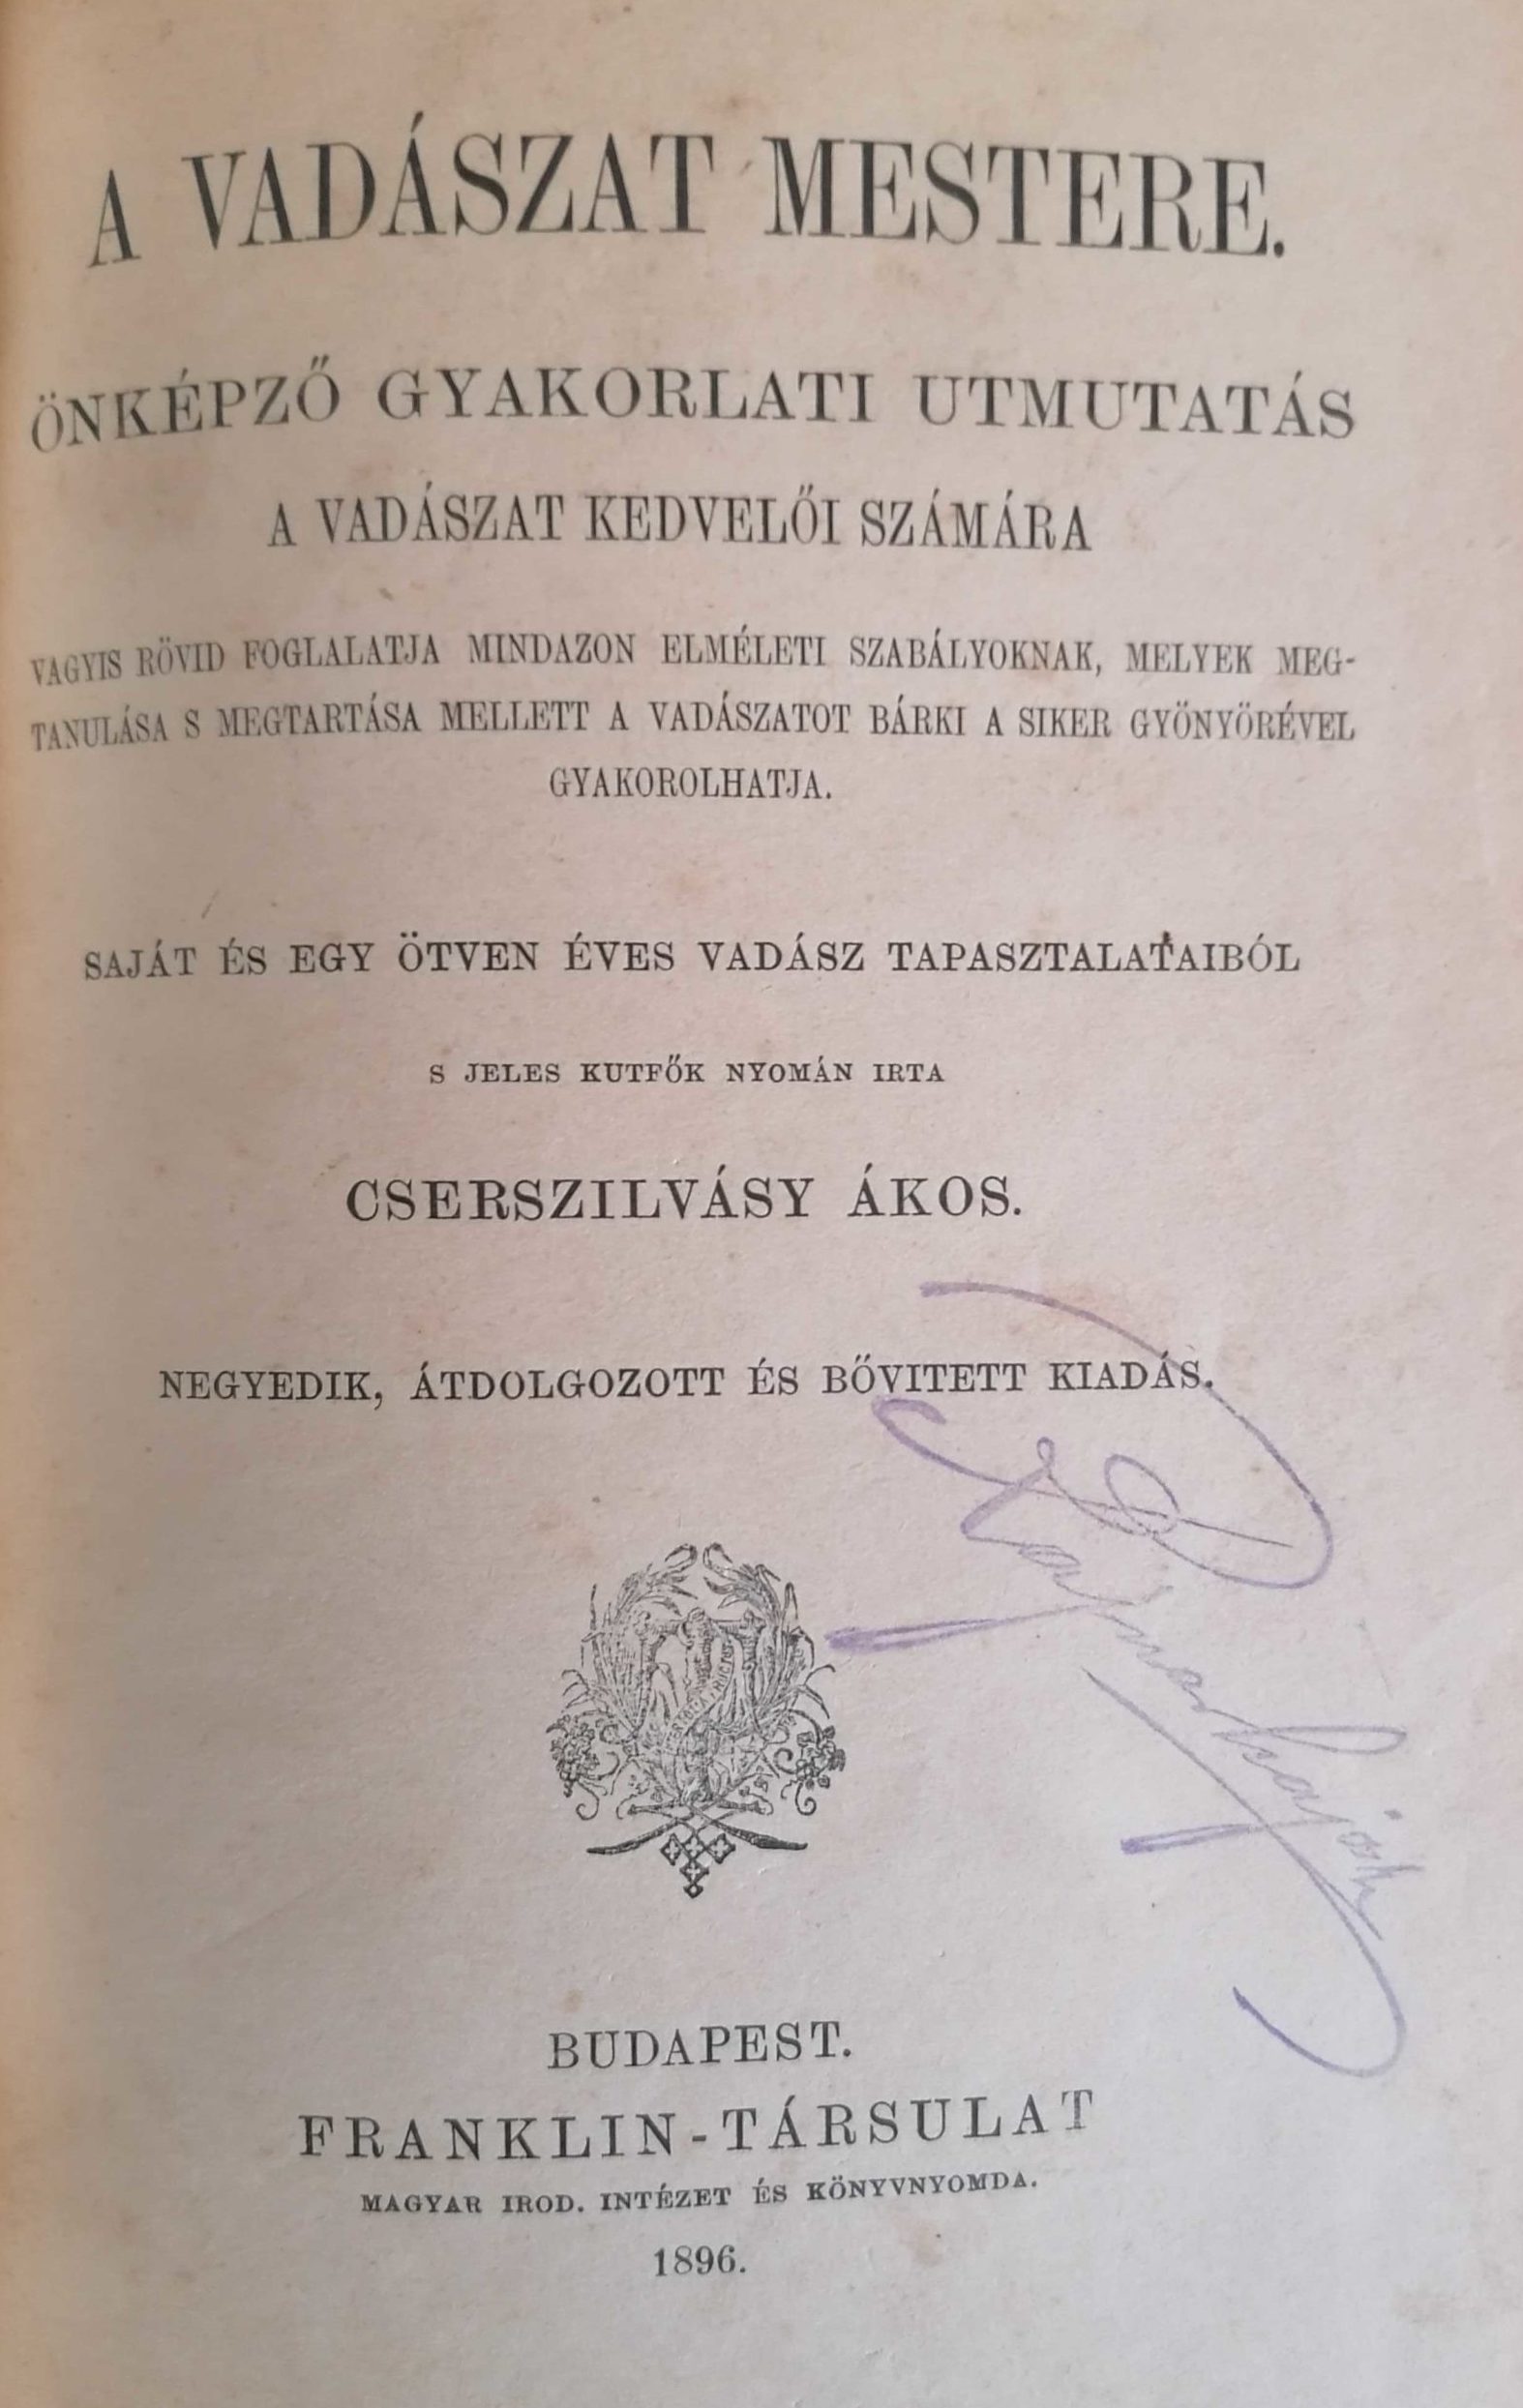 A VADÁSZAT MESTERE.
ÖNKÉPZŐ GYAKORLATI UTMUTATÁS
A VADÁSZAT KEDVELŐI SZÁMÁRA
VAGYIS RÖVID FOGLALATJA MINDAZON ELMÉLETI SZABÁLYOKNAK, MELYEK MEG-
TANULÁSA S MEGTARTÁSA MELLETT A VADÁSZATOT BÁRKI A SIKER GYÖNYÖRÉVEL
GYAKOROLHATJA.
SAJÁT ÉS EGY ÖTVEN ÉVES VADÁSZ TAPASZTALATAIBÓL
S JELES KUTFŐK NYOMÁN IRTA
CSERSZILVÁSY ÁKOS.
NEGYEDIK, ÁTDOLGOZOTT ÉS BŐVITETT KIADÁS.
BUDAPEST.
FRANKLIN-TÁRSULAT
MAGYAR IROD. INTÉZET ÉS KÖNYVNYOMDA.
1896.